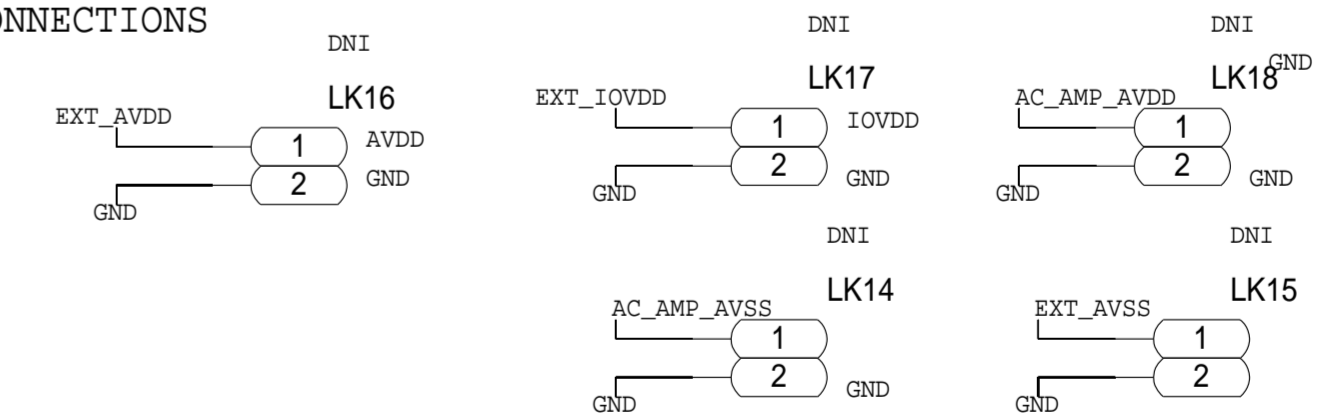 ONNECTIONS
DNI
LK16
EXT_AVDD
1
AVDD
2
GND
GND
DNI
LK17
EXT_IOVDD
1
IOVDD
2
GND
GND
DNI
GND
LK18
AC_AMP_AVDD
1
2
GND
GND
DNI
LK14
AC_AMP_AVSS
1
2
GND
GND
DNI
LK15
EXT_AVSS
1
2
GND